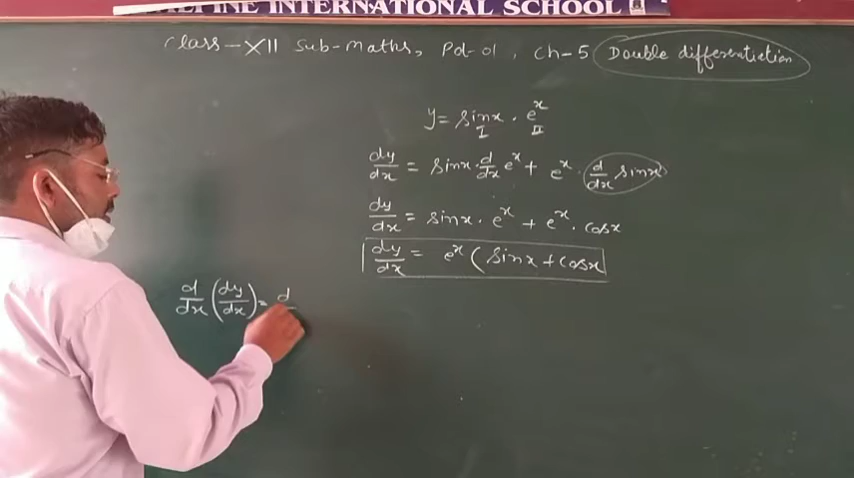 INTERNATIONAL SCHOOL
Class-XII Sub-Maths, Pd-01, Ch-5 Double differentiation
y = sinx · e^x
I II
dy/dx = sinx · d/dx e^x + e^x · d/dx sinx
dy/dx = sinx · e^x + e^x · cosx
dy/dx = e^x (sinx + cosx
d/dx (dy/dx) = d